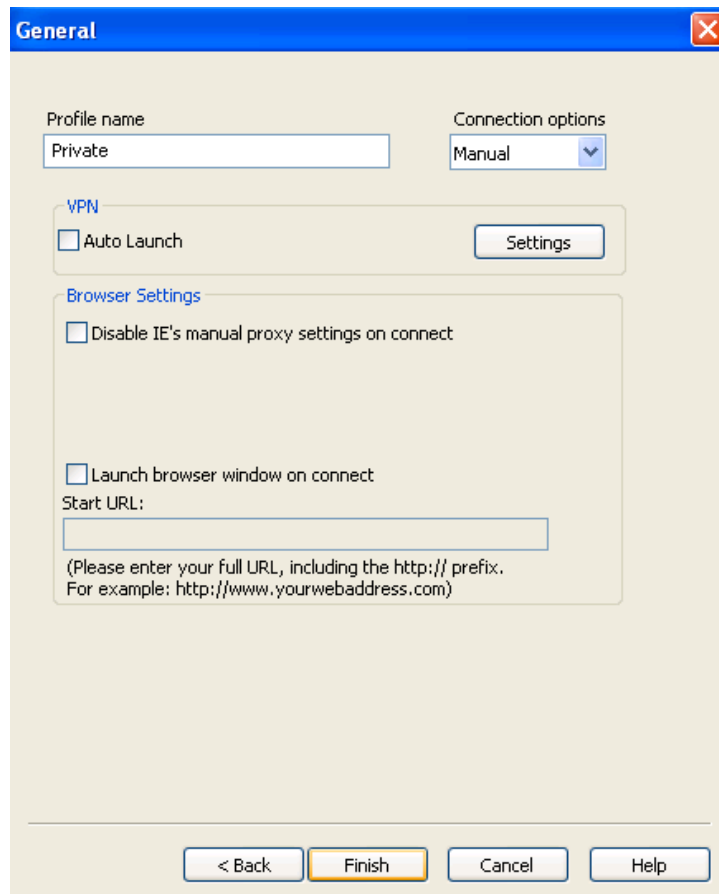 General
Profile name
Connection options
Private
Manual
VPN
Auto Launch
Settings
Browser Settings
Disable IE's manual proxy settings on connect
Launch browser window on connect
Start URL:
(Please enter your full URL, including the http:// prefix.
For example: http://www.yourwebaddress.com)
< Back
Finish
Cancel
Help